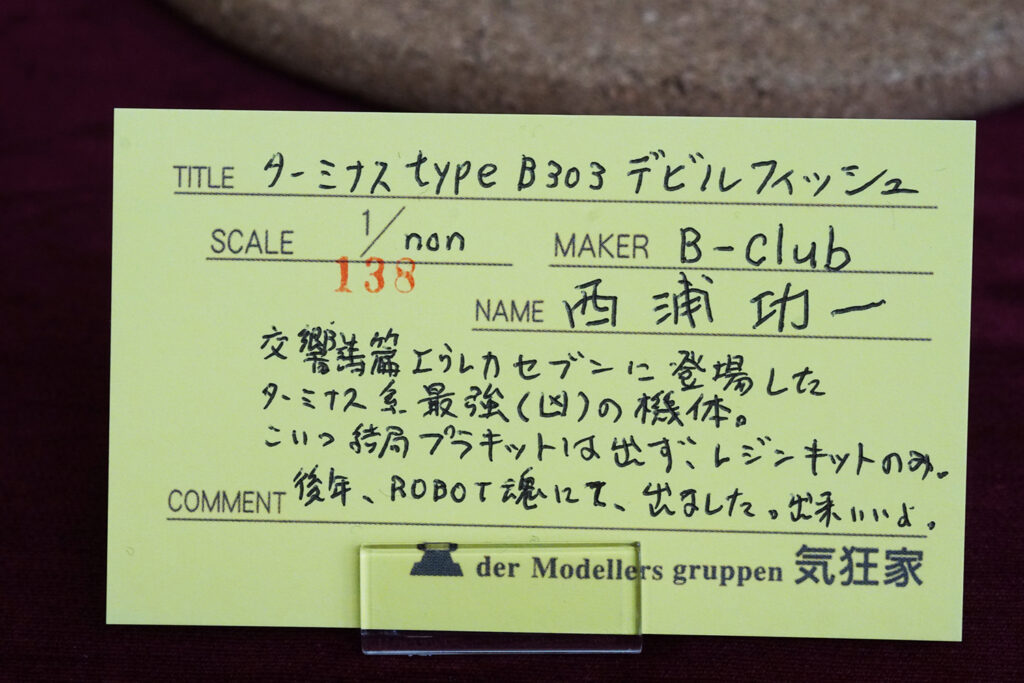 TITLE ターミナス type B303 デビルフィッシュ
SCALE 1/non MAKER B-Club
138
NAME 西浦功一
交響詩篇エウレカセブンに登場した
ターミナス系最強(凶)の機体。
こいつ結局プラキットは出ず、レジンキットのみ。
後年、ROBOT魂にて、出ました。出来いいよ。
COMMENT
der Modellers gruppen 気狂家